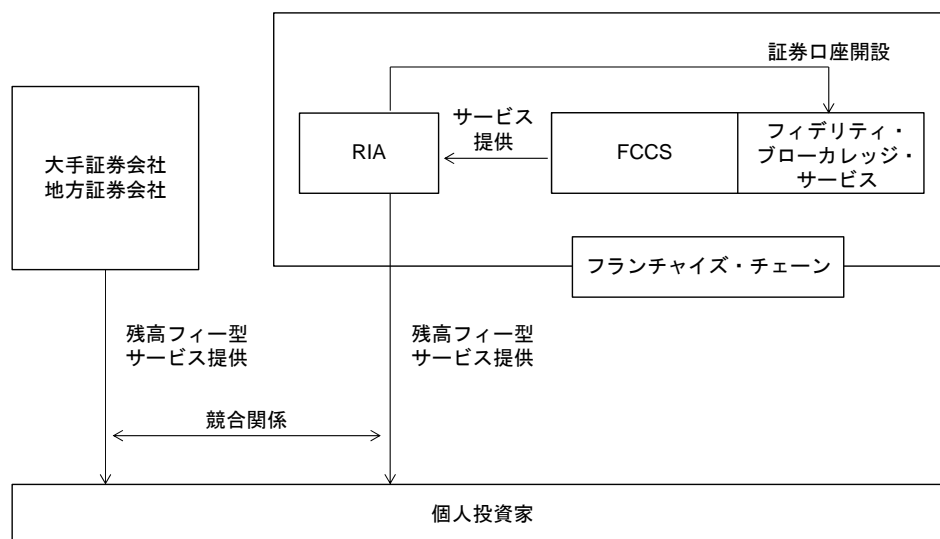 証券口座開設
大手証券会社
地方証券会社
RIA
サービス
提供
FCCS
フィデリティ・
ブローカレッジ・
サービス
フランチャイズ・チェーン
残高フィー型
サービス提供
残高フィー型
サービス提供
競合関係
個人投資家